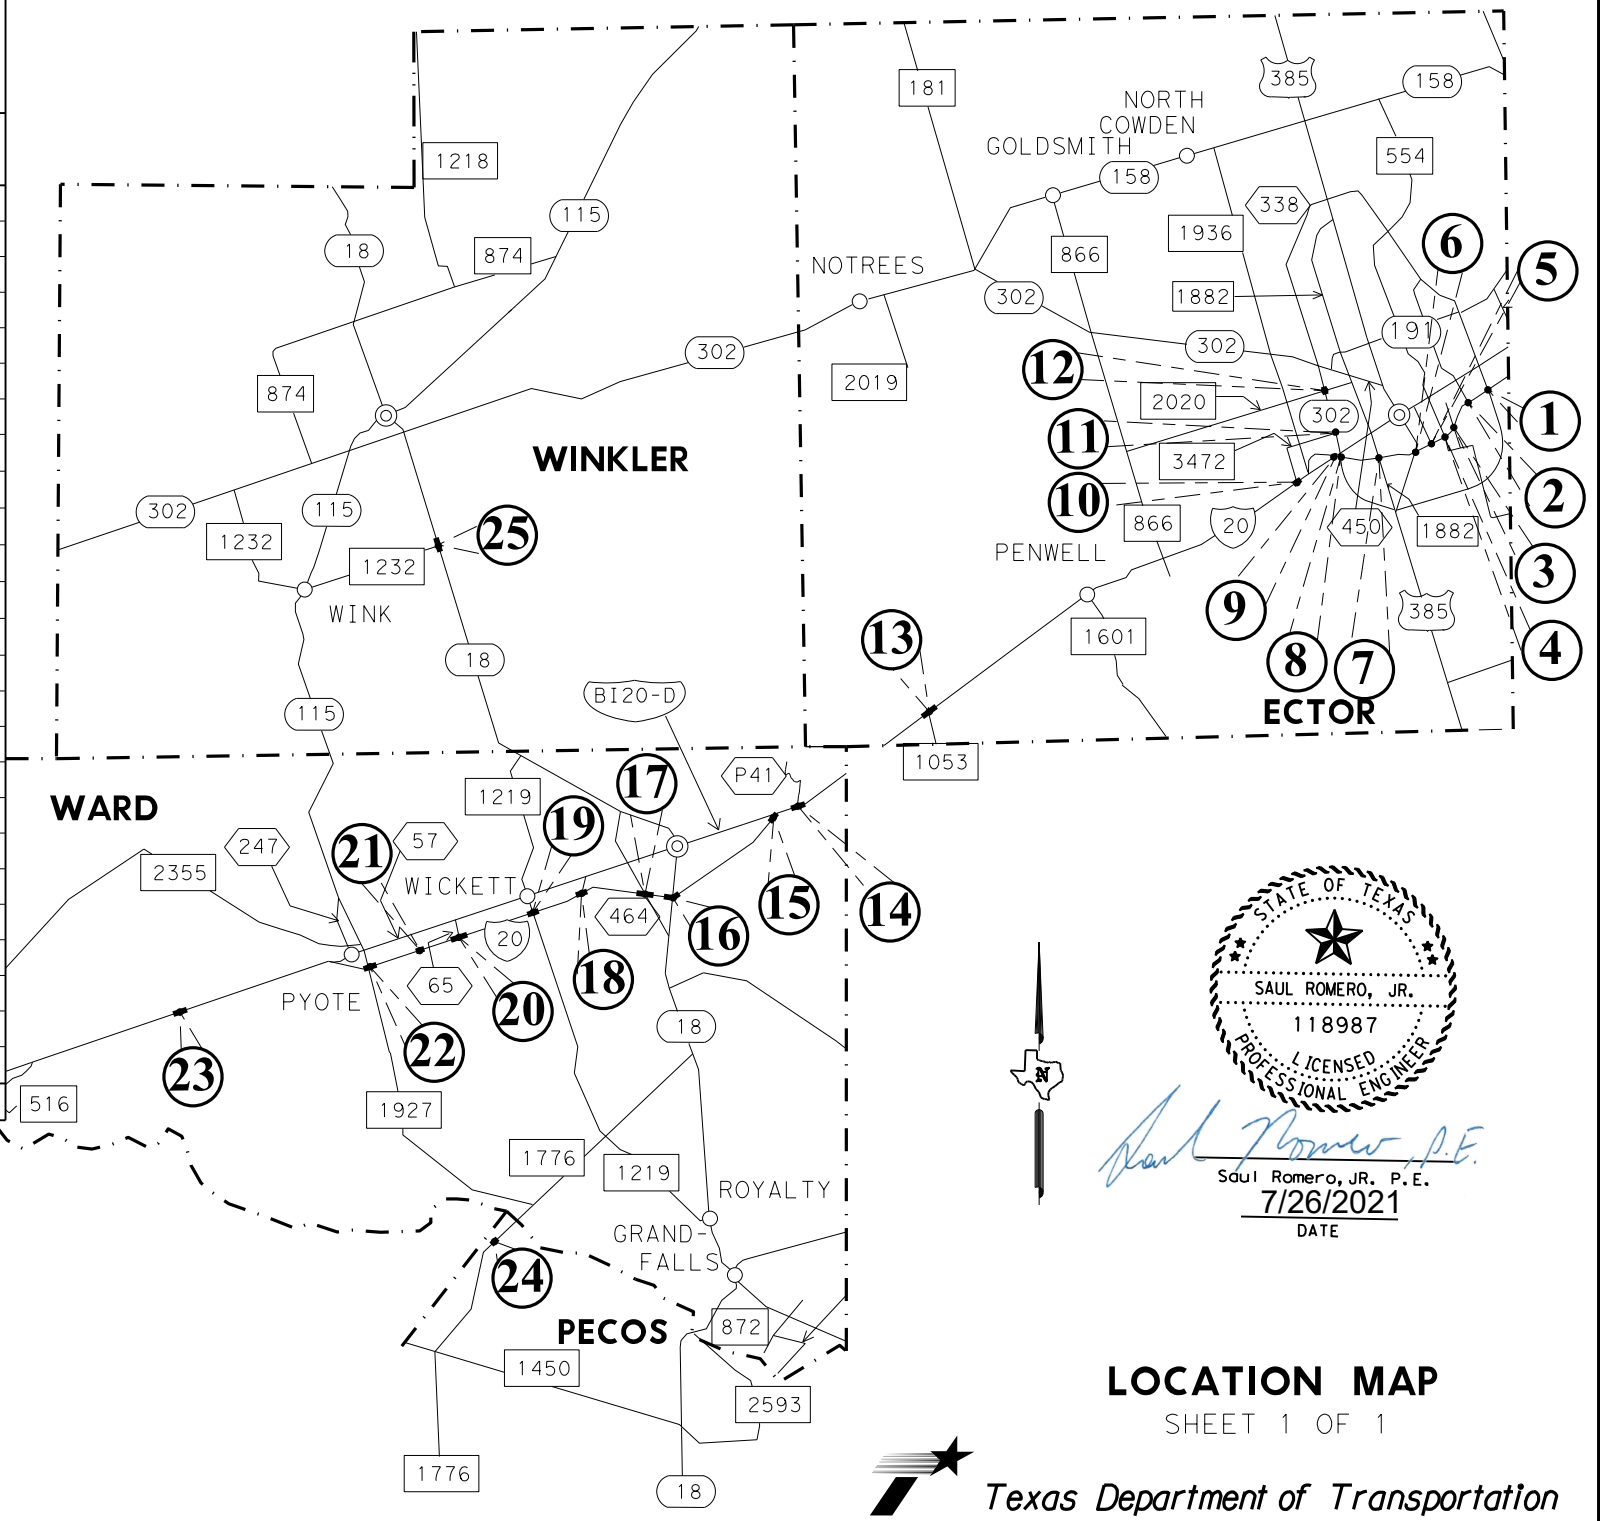 181
385
158
NORTH
COWDEN
GOLDSMITH
554
1218
158
338
115
1936
6
18
874
866
5
NOTREES
302
1882
191
302
302
12
2019
2020
874
302
1
11
WINKLER
3472
10
2
302
115
866
20
450
1882
25
1232
PENWELL
1232
3
WINK
9
385
13
1601
4
18
8
7
BI20-D
ECTOR
115
1053
P41
17
1219
WARD
19
247
57
21
2355
WICKETT
15
14
464
16
20
18
65
PYOTE
20
18
22
23
516
1927
1776
1219
ROYALTY
GRAND-
FALLS
24
872
PECOS
1450
2593
1776
18
STATE OF TEXAS
SAUL ROMERO, JR.
118987
LICENSED
PROFESSIONAL ENGINEER
N
Saul Romero, P.E.
Saul Romero,JR. P.E.
7/26/2021
DATE
LOCATION MAP
SHEET 1 OF 1
Texas Department of Transportation